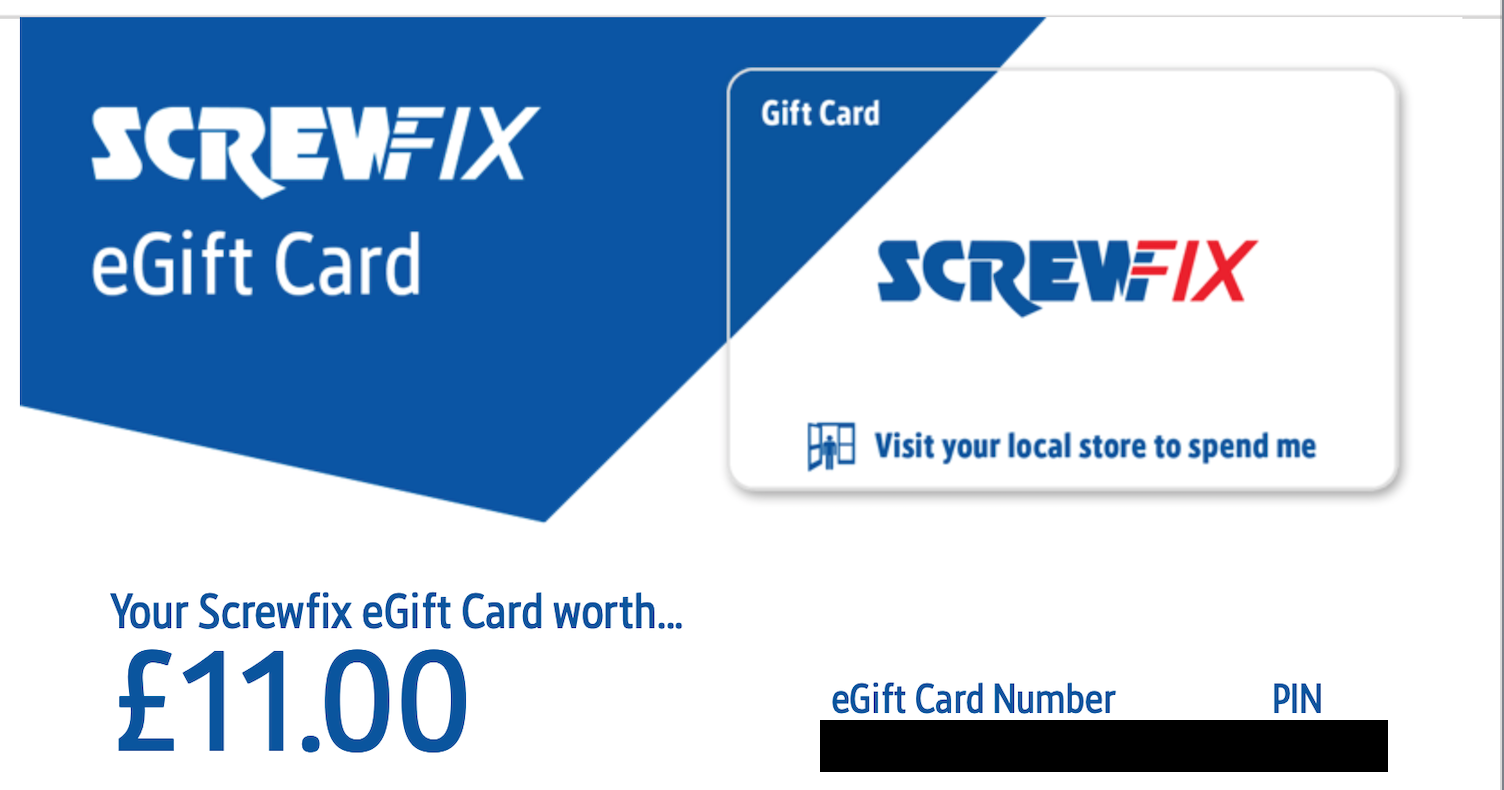 SCREWFIX
eGift Card
Gift Card
SCREWFIX
Visit your local store to spend me
Your Screwfix eGift Card worth...
£11.00
eGift Card Number PIN